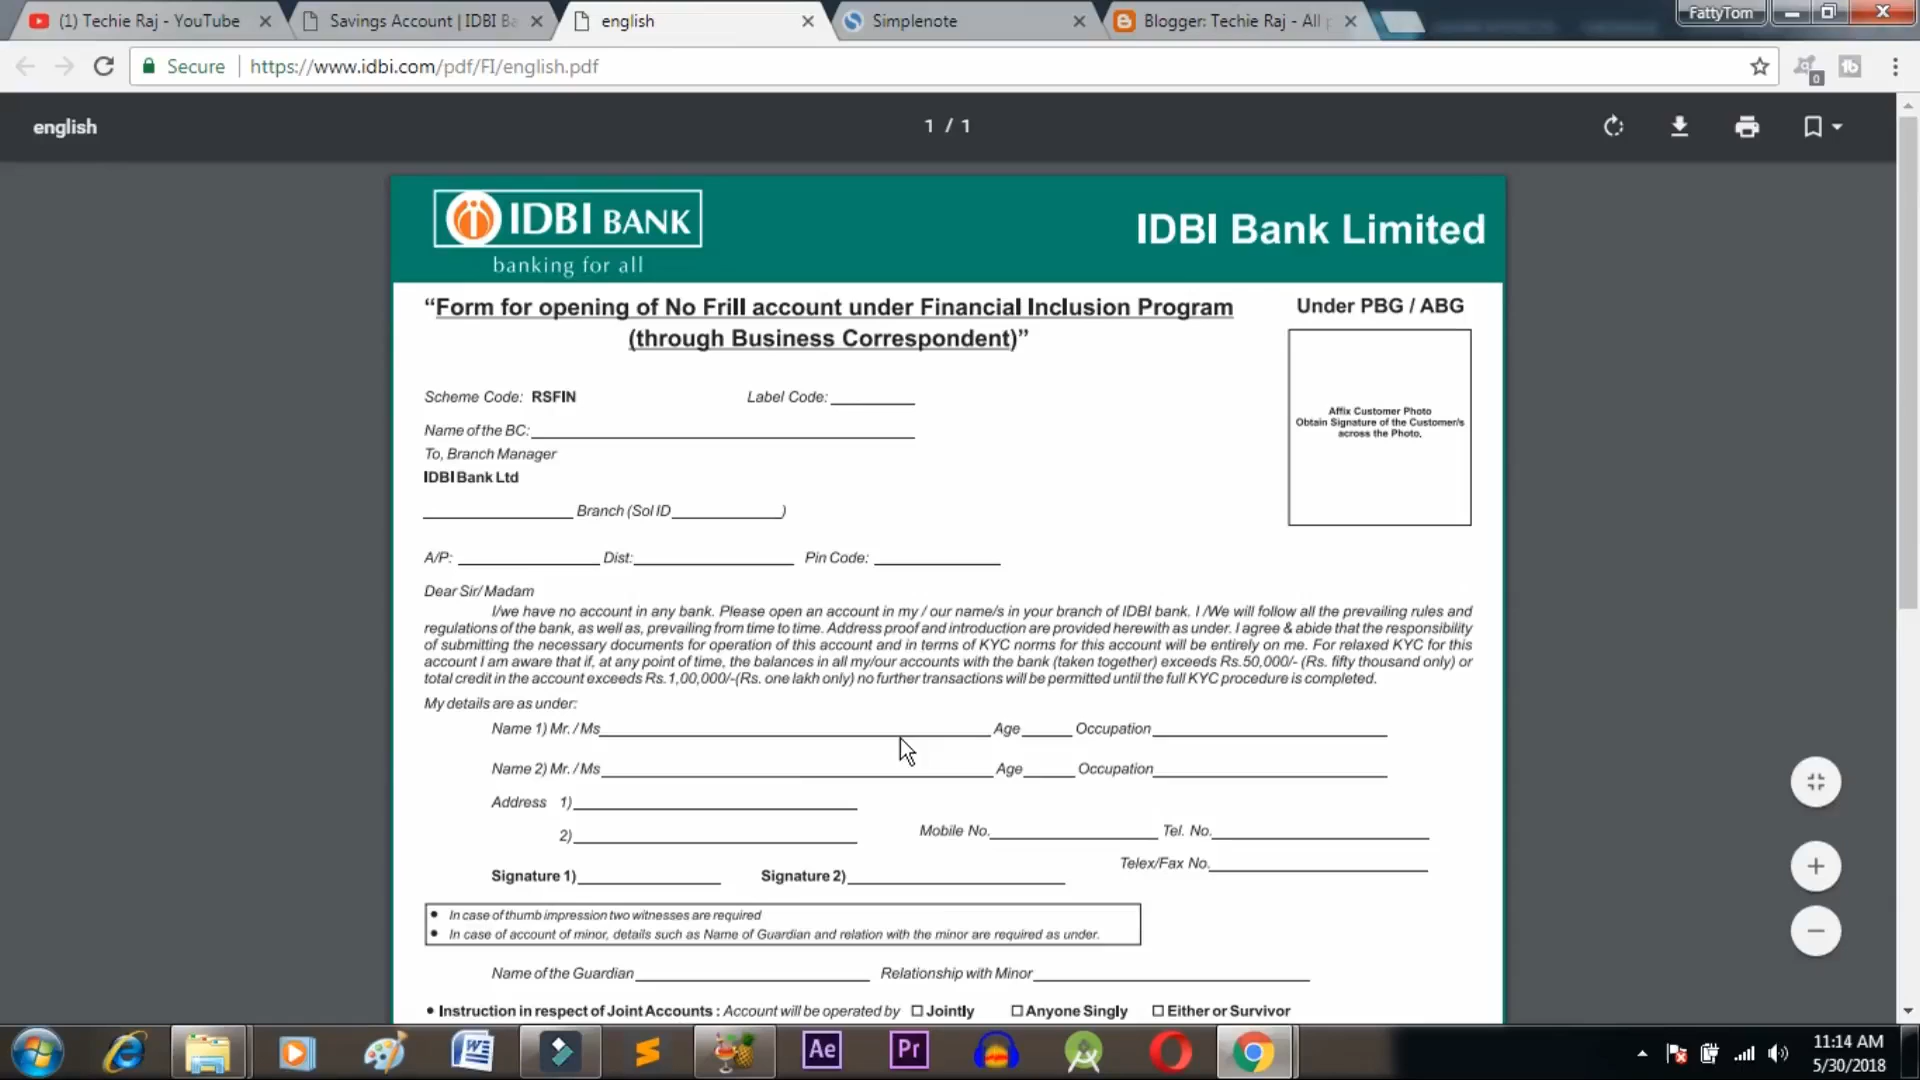 (1) Techie Raj - YouTube
Savings Account | IDBI Ba
english
Simplenote
Blogger: Techie Raj - All p
FattyTom
Secure
https://www.idbi.com/pdf/FI/english.pdf
0
english
1 / 1
IDBI BANK
banking for all
IDBI Bank Limited
“Form for opening of No Frill account under Financial Inclusion Program
(through Business Correspondent)”
Under PBG / ABG
Affix Customer Photo
Obtain Signature of the Customer/s
across the Photo.
Scheme Code: RSFIN Label Code:
Name of the BC:
To, Branch Manager
IDBI Bank Ltd
Branch (Sol ID )
A/P: Dist: Pin Code:
Dear Sir/ Madam
I/we have no account in any bank. Please open an account in my / our name/s in your branch of IDBI bank. I /We will follow all the prevailing rules and
regulations of the bank, as well as, prevailing from time to time. Address proof and introduction are provided herewith as under. I agree & abide that the responsibility
of submitting the necessary documents for operation of this account and in terms of KYC norms for this account will be entirely on me. For relaxed KYC for this
account I am aware that if, at any point of time, the balances in all my/our accounts with the bank (taken together) exceeds Rs.50,000/- (Rs. fifty thousand only) or
total credit in the account exceeds Rs.1,00,000/-(Rs. one lakh only) no further transactions will be permitted until the full KYC procedure is completed.
My details are as under:
Name 1) Mr. / Ms Age Occupation
Name 2) Mr. / Ms Age Occupation
Address 1)
2)
Mobile No. Tel. No.
Telex/Fax No.
Signature 1) Signature 2)
• In case of thumb impression two witnesses are required
• In case of account of minor, details such as Name of Guardian and relation with the minor are required as under.
Name of the Guardian Relationship with Minor
• Instruction in respect of Joint Accounts : Account will be operated by ☐ Jointly ☐ Anyone Singly ☐ Either or Survivor
Ae
Pr
11:14 AM
5/30/2018